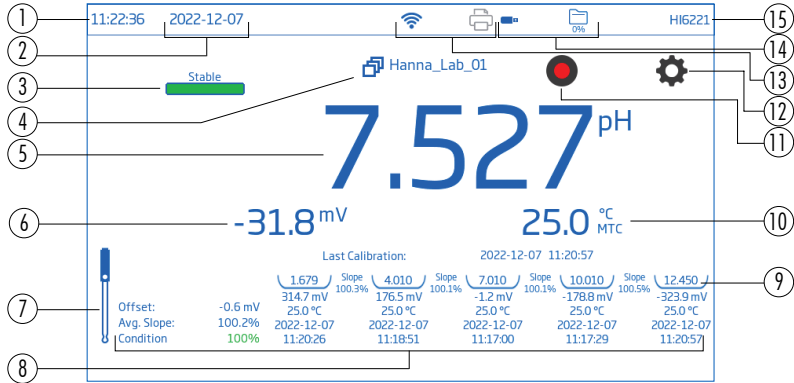 1 11:22:36 2022-12-07 HI6221 15
2 0% 14
3 Stable Hanna_Lab_01 13
4 12
5 7.527 pH 11
6 -31.8 mV 25.0 °C MTC 10
Last Calibration: 2022-12-07 11:20:57
1.679 Slope 100.3% 4.010 Slope 100.1% 7.010 Slope 100.1% 10.010 Slope 100.5% 12.450 9
314.7 mV 176.5 mV -1.2 mV -178.8 mV -323.9 mV
7 Offset: -0.6 mV 25.0 °C 25.0 °C 25.0 °C 25.0 °C 25.0 °C
Avg. Slope: 100.2% 2022-12-07 2022-12-07 2022-12-07 2022-12-07 2022-12-07
Condition 100% 11:20:26 11:18:51 11:17:00 11:17:29 11:20:57
8